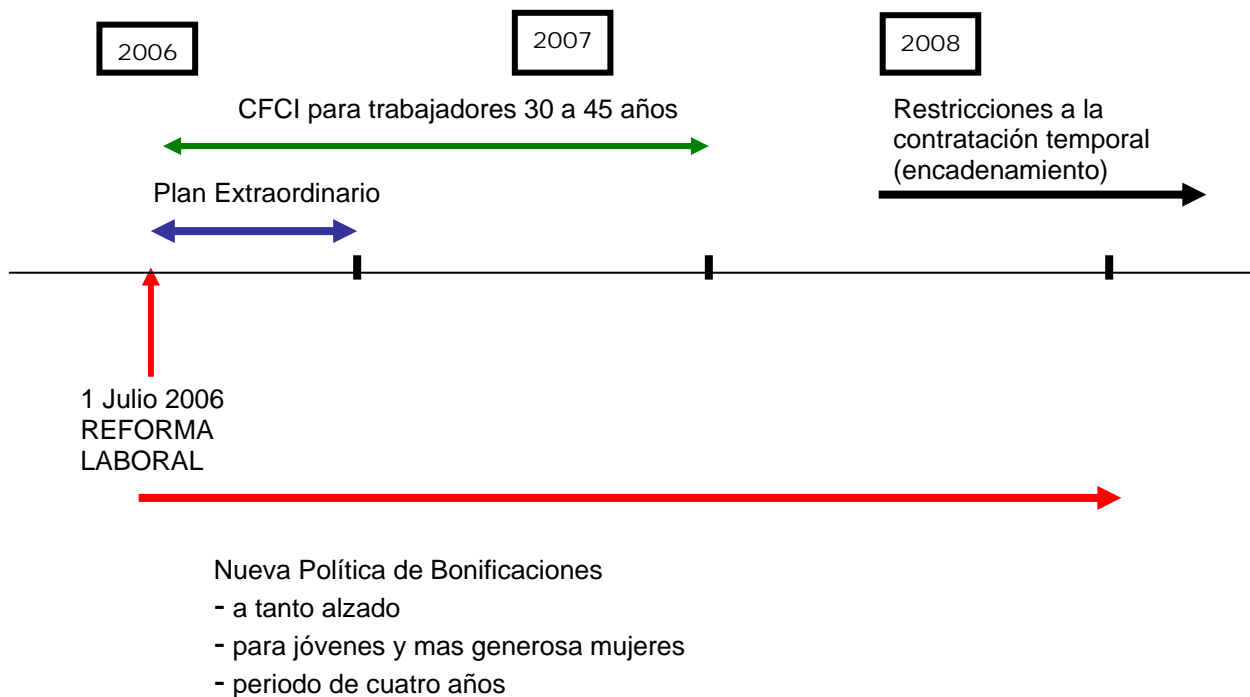 2006
2007
2008
CFCI para trabajadores 30 a 45 años
Restricciones a la
contratación temporal
(encadenamiento)
Plan Extraordinario
1 Julio 2006
REFORMA
LABORAL
Nueva Política de Bonificaciones
- a tanto alzado
- para jóvenes y mas generosa mujeres
- periodo de cuatro años